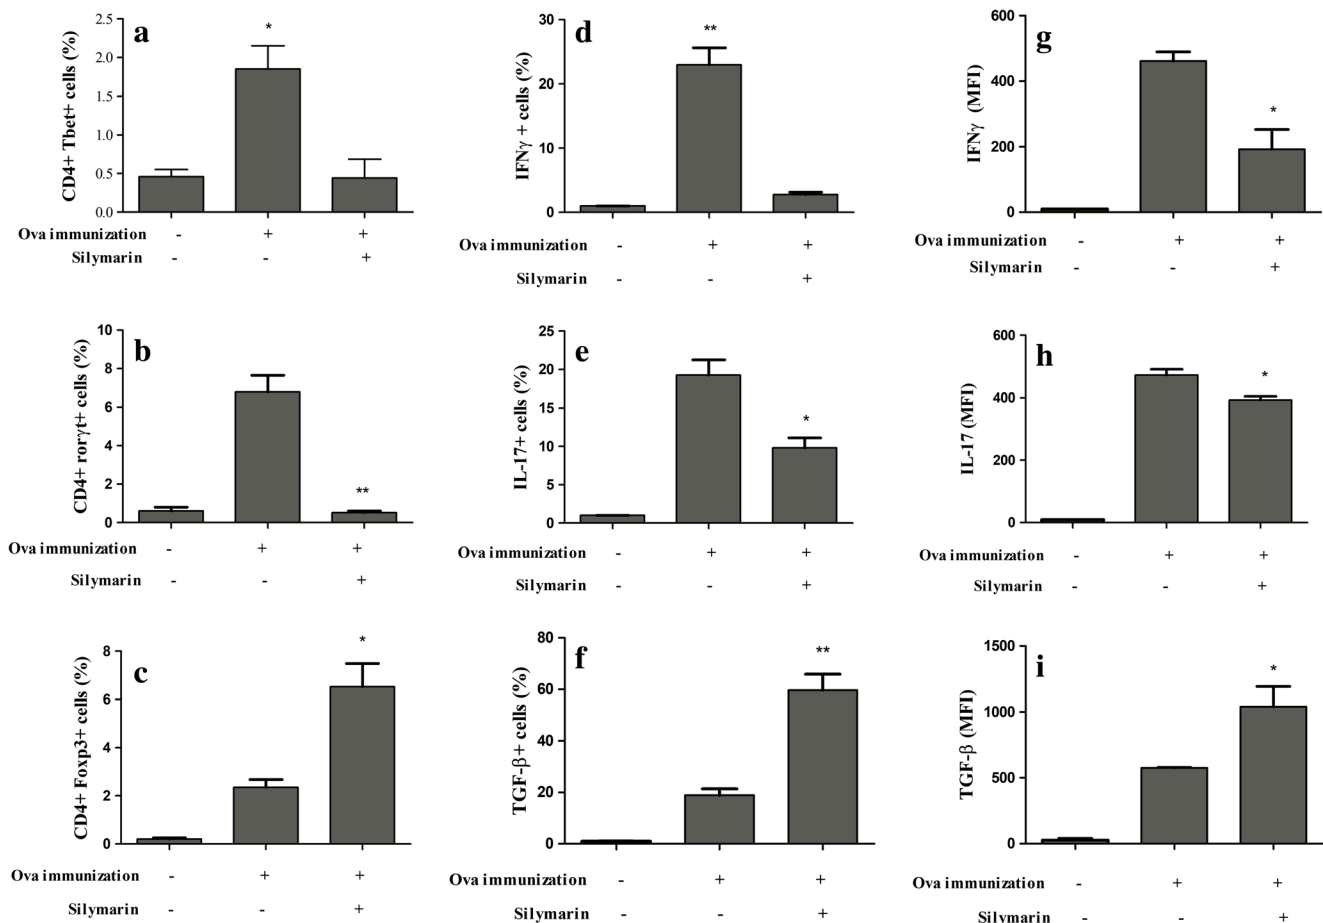 a
CD4+ Tbet+ cells (%)
2.5
2.0
1.5
1.0
0.5
0.0
*
Ova immunization - + +
Silymarin - - +
d
IFNγ + cells (%)
30
20
10
0
**
Ova immunization - + +
Silymarin - - +
g
IFNγ (MFI)
600
400
200
0
*
Ova immunization - + +
Silymarin - - +
b
CD4+ rorγt+ cells (%)
10
8
6
4
2
0
**
Ova immunization - + +
Silymarin - - +
e
IL-17+ cells (%)
25
20
15
10
5
0
*
Ova immunization - + +
Silymarin - - +
h
IL-17 (MFI)
600
400
200
0
*
Ova immunization - + +
Silymarin - - +
c
CD4+ Foxp3+ cells (%)
8
6
4
2
0
*
Ova immunization - + +
Silymarin - - +
f
TGF-β+ cells (%)
80
60
40
20
0
**
Ova immunization - + +
Silymarin - - +
i
TGF-β (MFI)
1500
1000
500
0
*
Ova immunization - + +
Silymarin - - +